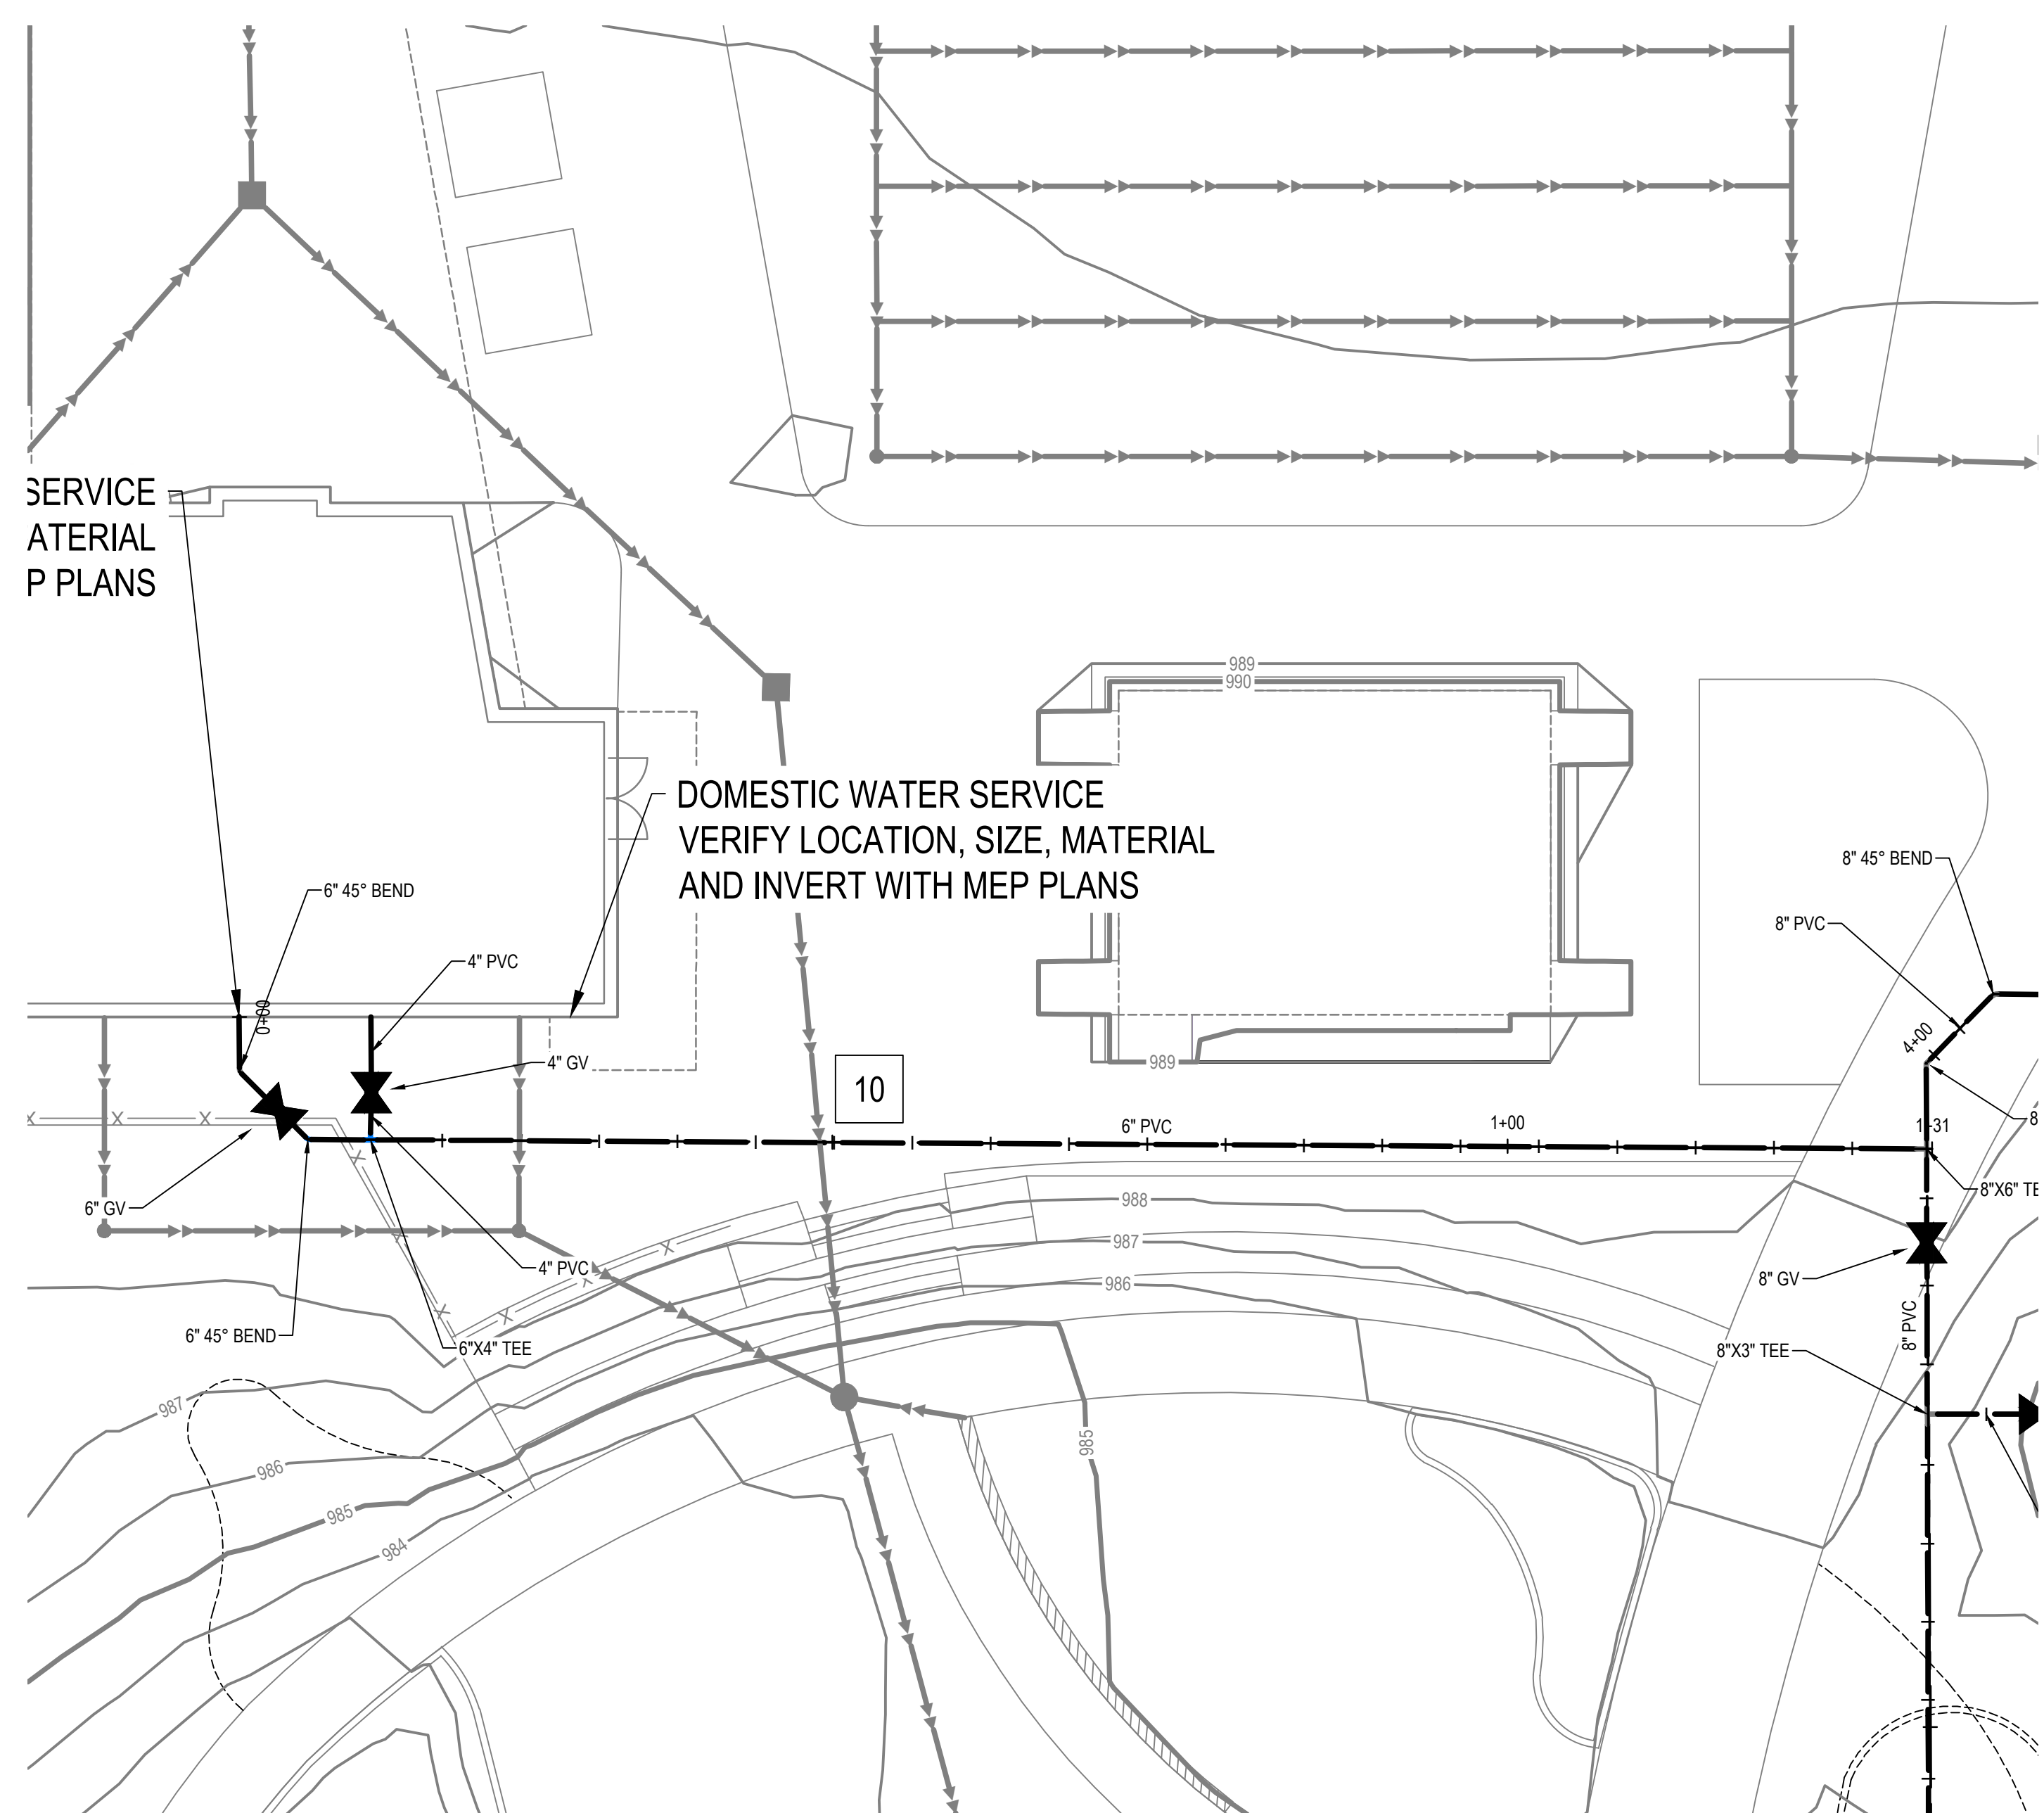 SERVICE
ATERIAL
P PLANS
989
990
DOMESTIC WATER SERVICE
VERIFY LOCATION, SIZE, MATERIAL
AND INVERT WITH MEP PLANS
8" 45° BEND
6" 45° BEND
8" PVC
4" PVC
0+00
4+00
4" GV
989
10
X
X
X
6" PVC
1+00
1+31
8
X
8"X6" TE
6" GV
988
X
X
987
4" PVC
X
8" GV
986
X
X
6" 45° BEND
8" PVC
6"X4" TEE
8"X3" TEE
987
985
986
985
984